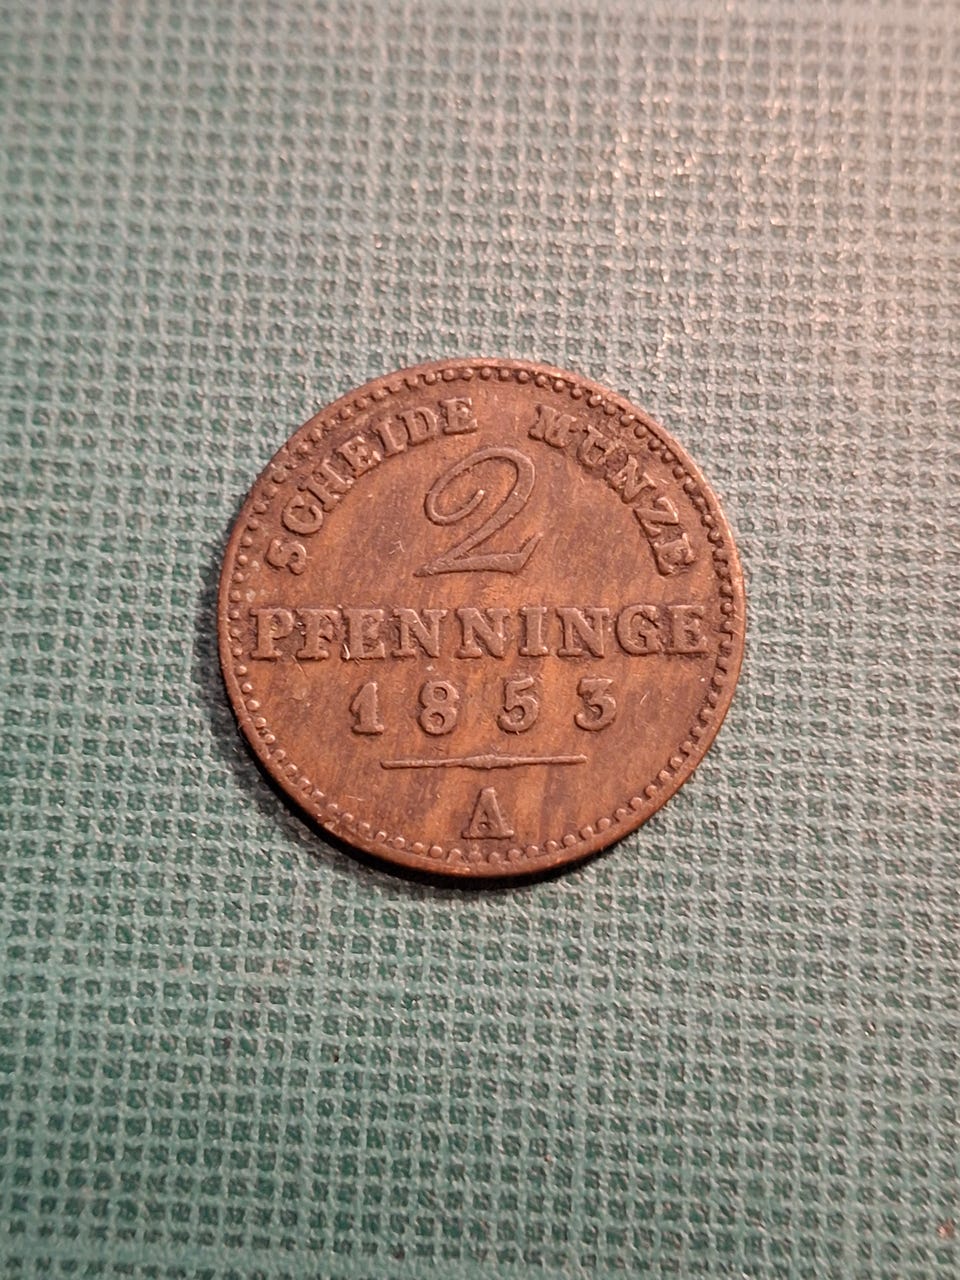 SCHEIDE MUNZE
2
PFENNINGE
1853
A